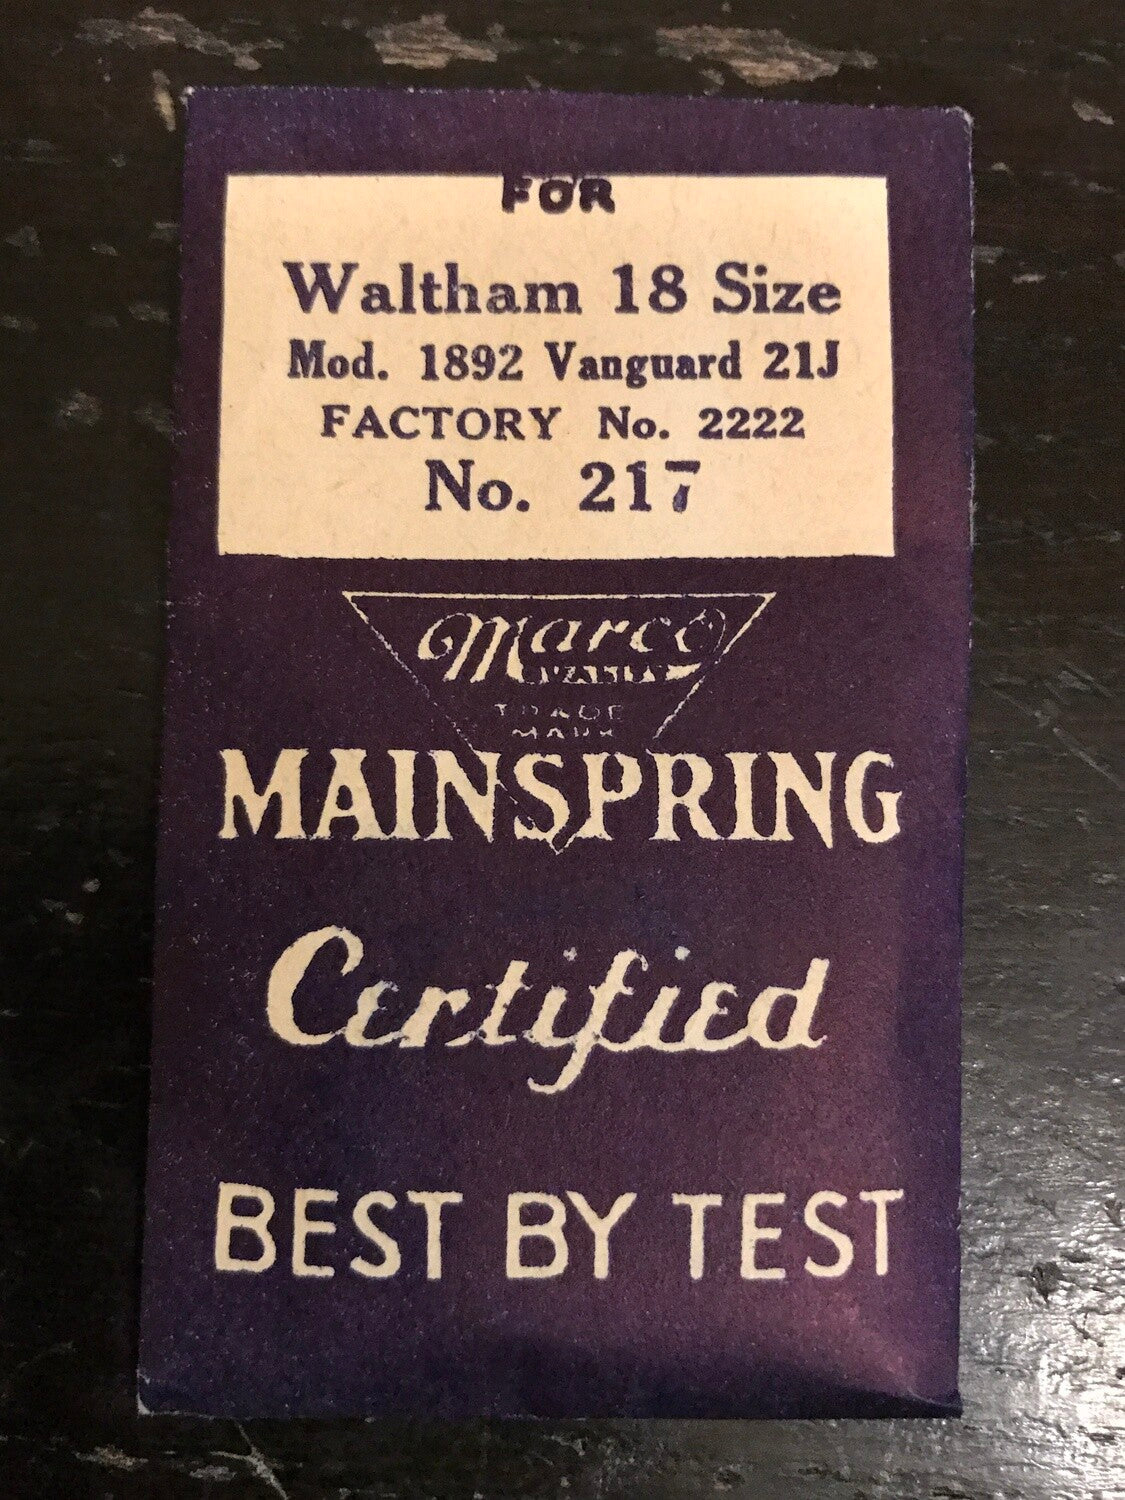 FOR
Waltham 18 Size
Mod. 1892 Vanguard 21J
FACTORY No. 2222
No. 217
Marco
QUALITY
TRADE
MARK
MAINSPRING
Certified
BEST BY TEST